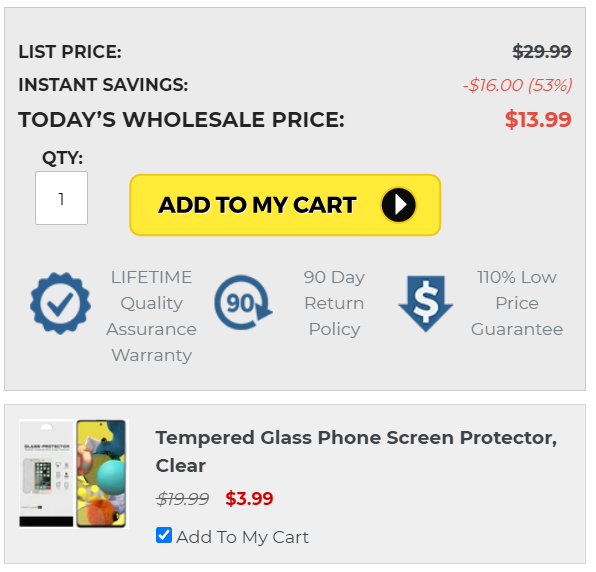 LIST PRICE: $29.99
INSTANT SAVINGS: -$16.00 (53%)
TODAY’S WHOLESALE PRICE: $13.99
QTY:
1
ADD TO MY CART
LIFETIME
Quality
Assurance
Warranty
90
90 Day
Return
Policy
$
110% Low
Price
Guarantee
GLASS PROTECTOR
Tempered Glass Phone Screen Protector,
Clear
$19.99 $3.99
Add To My Cart